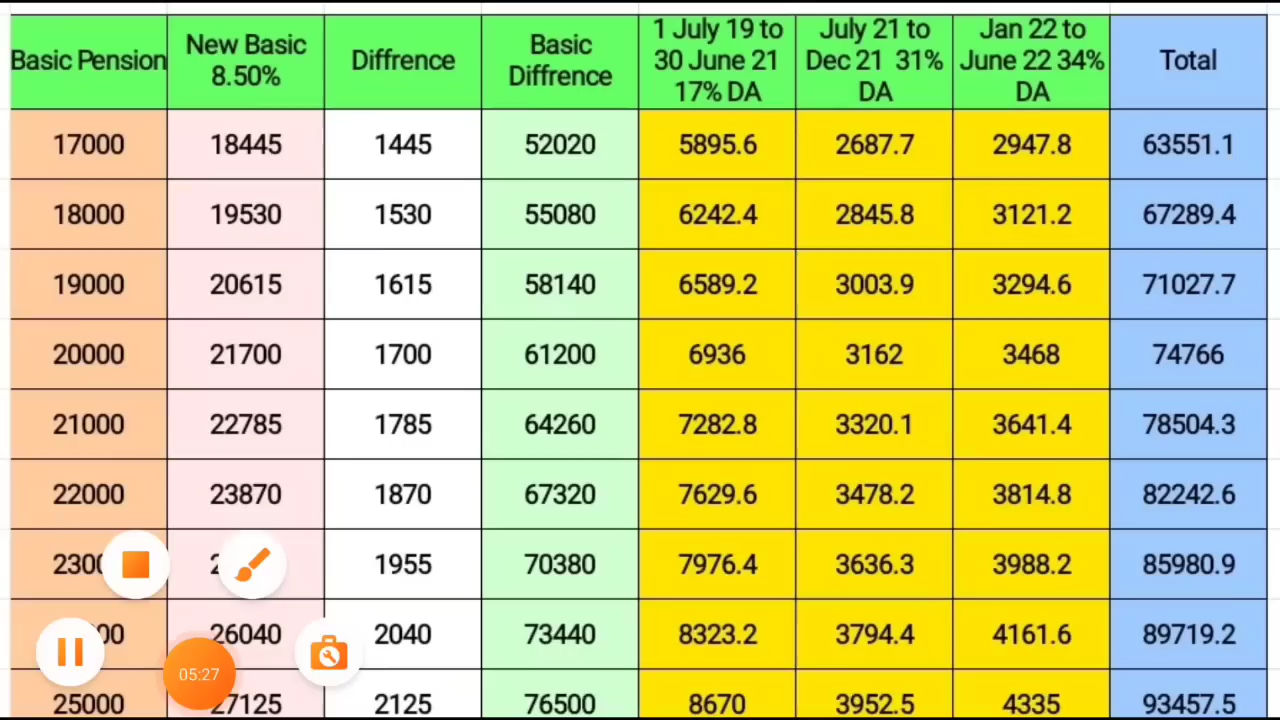 Basic Pension New Basic 8.50% Diffrence Basic Diffrence 1 July 19 to 30 June 21 17% DA July 21 to Dec 21 31% DA Jan 22 to June 22 34% DA Total
17000 18445 1445 52020 5895.6 2687.7 2947.8 63551.1
18000 19530 1530 55080 6242.4 2845.8 3121.2 67289.4
19000 20615 1615 58140 6589.2 3003.9 3294.6 71027.7
20000 21700 1700 61200 6936 3162 3468 74766
21000 22785 1785 64260 7282.8 3320.1 3641.4 78504.3
22000 23870 1870 67320 7629.6 3478.2 3814.8 82242.6
1955 70380 7976.4 3636.3 3988.2 85980.9
26040 2040 73440 8323.2 3794.4 4161.6 89719.2
05:27
25000 27125 2125 76500 8670 3952.5 4335 93457.5